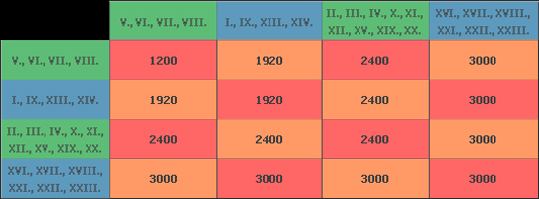 V., VI., VII., VIII.
I., IX., XIII., XIV.
II., III., IV., X., XI.,
XII., XV., XIX., XX.
XVI., XVII., XVIII.,
XXI., XXII., XXIII.
V., VI., VII., VIII. 1200 1920 2400 3000
I., IX., XIII., XIV. 1920 1920 2400 3000
II., III., IV., X., XI.,
XII., XV., XIX., XX.
2400 2400 2400 3000
XVI., XVII., XVIII.,
XXI., XXII., XXIII.
3000 3000 3000 3000